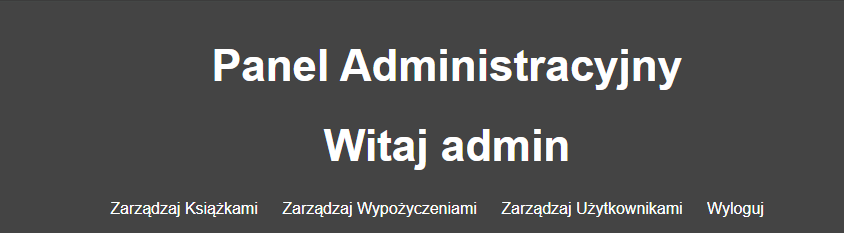 Panel Administracyjny
Witaj admin
Zarządzaj Książkami Zarządzaj Wypożyczeniami Zarządzaj Użytkownikami Wyloguj